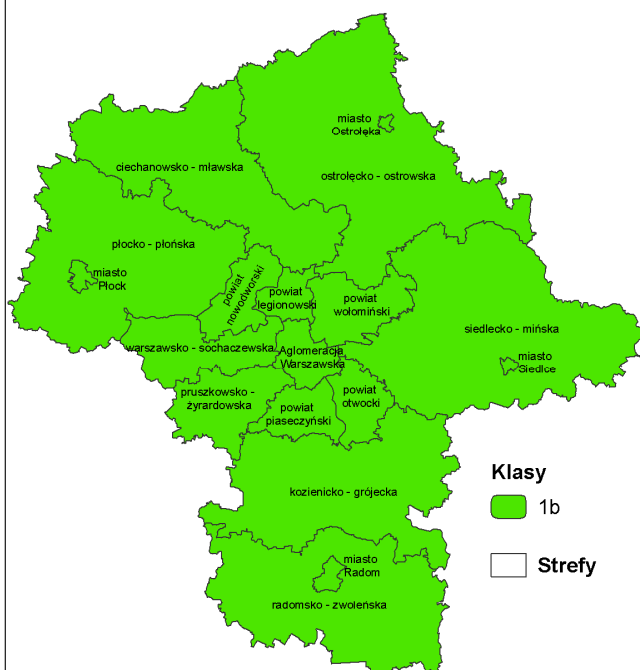 miasto
Ostrołęka
ciechanowsko - mławska
ostrołęcko - ostrowska
płocko - płońska
miasto
Płock
powiat
nowodworski
powiat
legionowski
powiat
wołomiński
siedlecko - mińska
miasto
Siedlce
warszawsko - sochaczewska
Aglomeracja
Warszawska
pruszkowsko -
żyrardowska
powiat
piaseczyński
powiat
otwocki
kozienicko - grójecka
miasto
Radom
radomsko - zwoleńska
Klasy
1b
Strefy